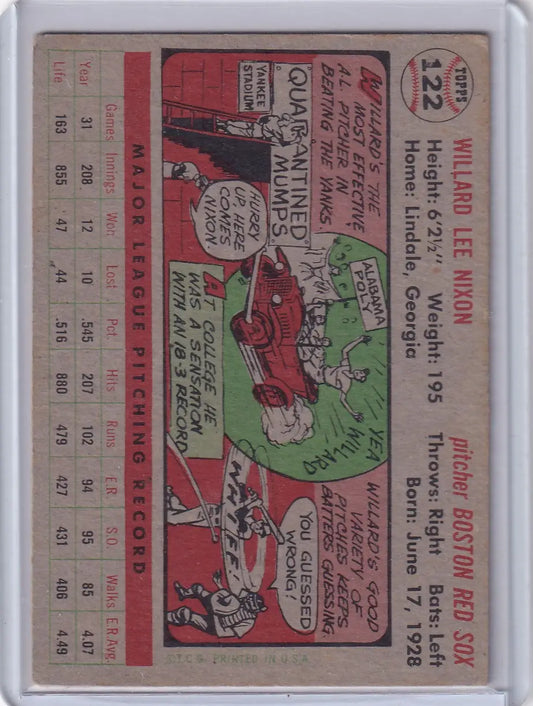 TOPPS
122
WILLARD LEE NIXON pitcher BOSTON RED SOX
Height: 6'2½" Weight: 195 Throws: Right Bats: Left
Home: Lindale, Georgia Born: June 17, 1928
WILLARD'S THE
MOST EFFECTIVE
A.L. PITCHER IN
BEATING THE YANKS.
YANKEE
STADIUM
QUARANTINED
MUMPS.
HURRY
UP, HERE
COMES
NIXON
ALABAMA
POLY
YEA
WILLARD
AT COLLEGE HE
WAS A SENSATION
WITH AN 18-3 RECORD
WILLARD'S GOOD
VARIETY OF
PITCHES KEEPS
BATTERS GUESSING.
YOU GUESSED
WRONG!
WHIFF!
MAJOR LEAGUE PITCHING RECORD
Games Innings Won Lost Pct. Hits Runs E.R. S.O. Walks E.R.Avg.
Year 31 208 12 10 .545 207 102 94 95 85 4.07
Life 163 855 47 44 .516 880 479 427 431 406 4.49
©T.C.G. PRINTED IN U.S.A.